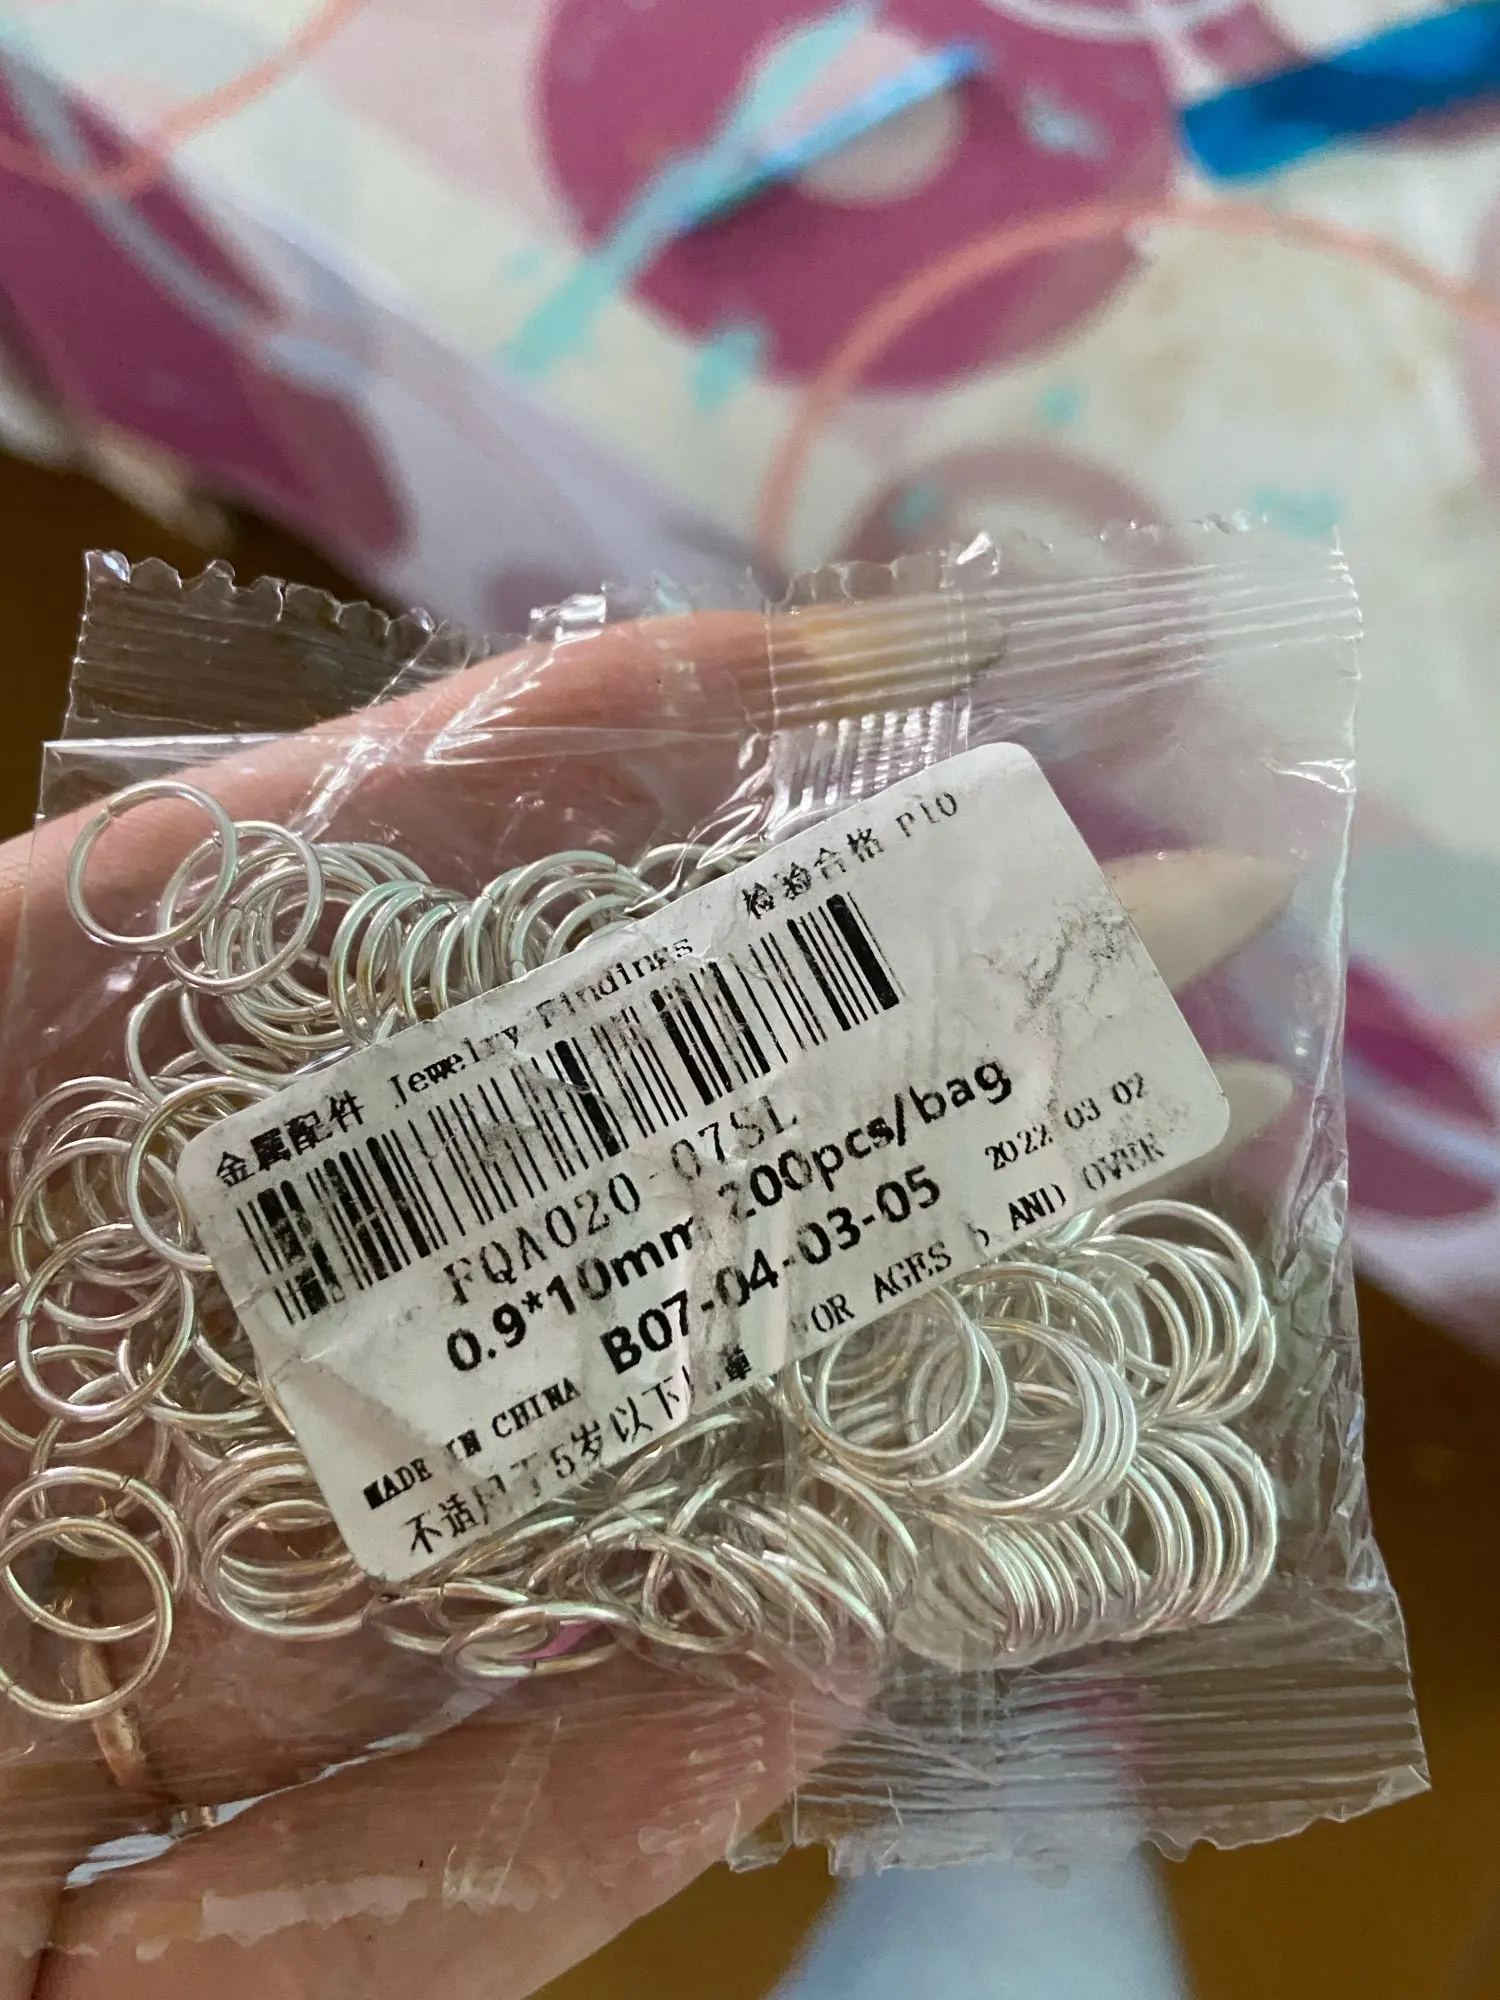 金属配件 Jewelry Findings 检验合格 P10
FQA020-07SL
0.9*10mm 200pcs/bag
B07-04-03-05 2022 03 02
MADE IN CHINA FOR AGES 5 AND OVER
不适用于5岁以下